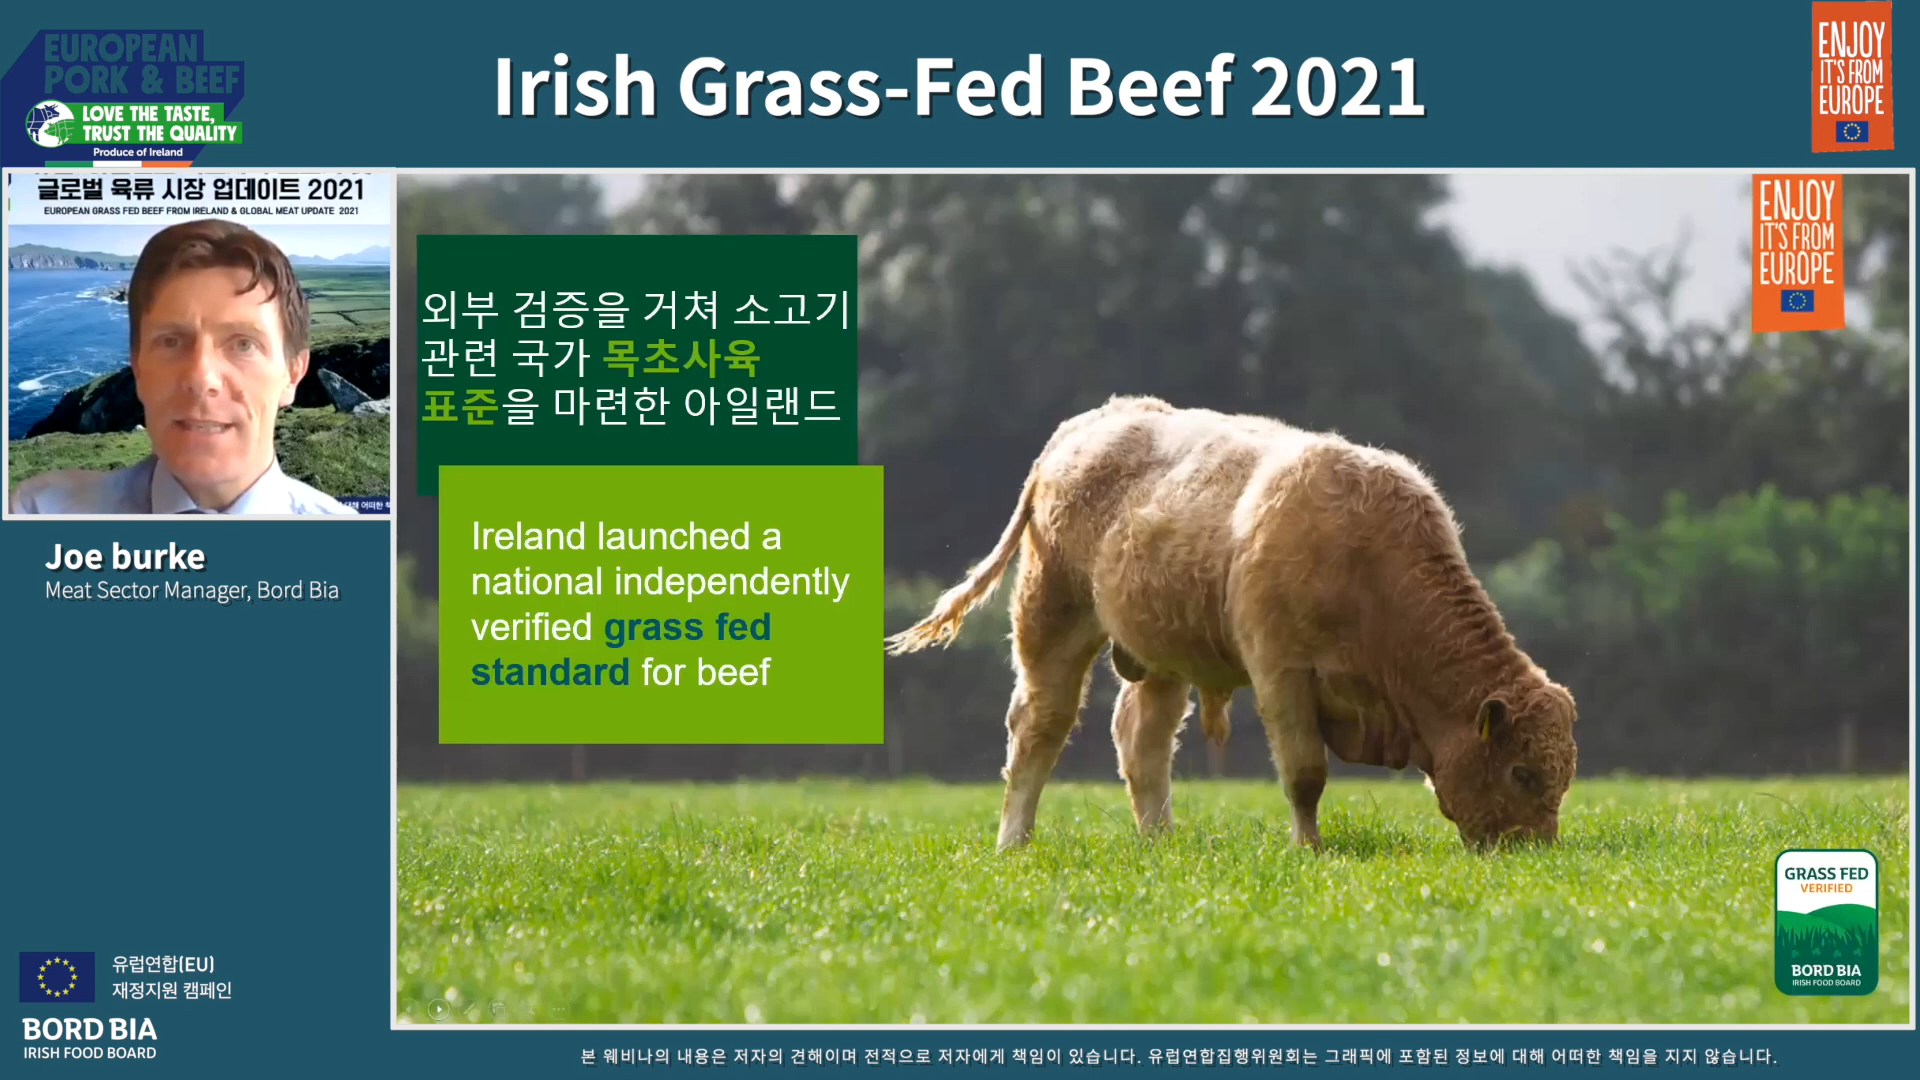 EUROPEAN
PORK & BEEF
LOVE THE TASTE,
TRUST THE QUALITY
Produce of Ireland
Irish Grass-Fed Beef 2021
ENJOY
IT'S FROM
EUROPE
글로벌 육류 시장 업데이트 2021
EUROPEAN GRASS FED BEEF FROM IRELAND & GLOBAL MEAT UPDATE 2021
Joe burke
Meat Sector Manager, Bord Bia
외부 검증을 거쳐 소고기
관련 국가 목초사육
표준을 마련한 아일랜드
Ireland launched a
national independently
verified grass fed
standard for beef
ENJOY
IT'S FROM
EUROPE
GRASS FED
VERIFIED
BORD BIA
IRISH FOOD BOARD
유럽연합(EU)
재정지원 캠페인
BORD BIA
IRISH FOOD BOARD
본 웨비나의 내용은 저자의 견해이며 전적으로 저자에게 책임이 있습니다. 유럽연합집행위원회는 그래픽에 포함된 정보에 대해 어떠한 책임을 지지 않습니다.